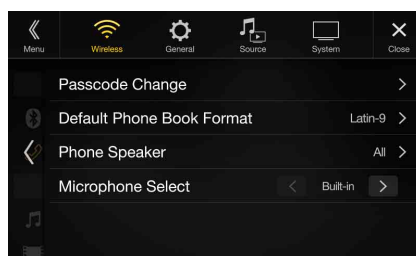 Menu
Wireless
General
Source
System
Close
Passcode Change
Default Phone Book Format Latin-9
Phone Speaker All
Microphone Select Built-in